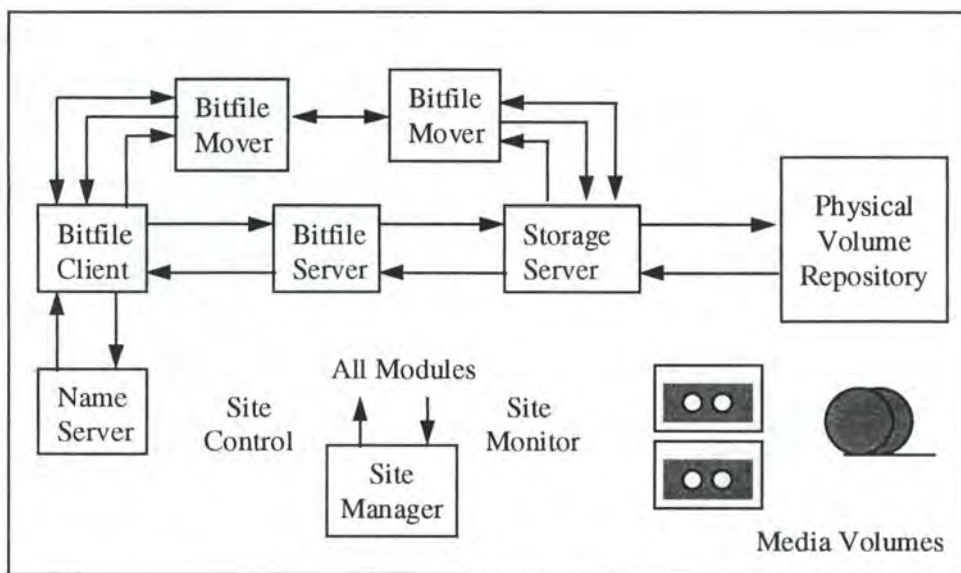 Bitfile
Mover
Bitfile
Mover
Bitfile
Client
Bitfile
Server
Storage
Server
Physical
Volume
Repository
Name
Server
Site
Control
All Modules
Site
Monitor
Site
Manager
Media Volumes